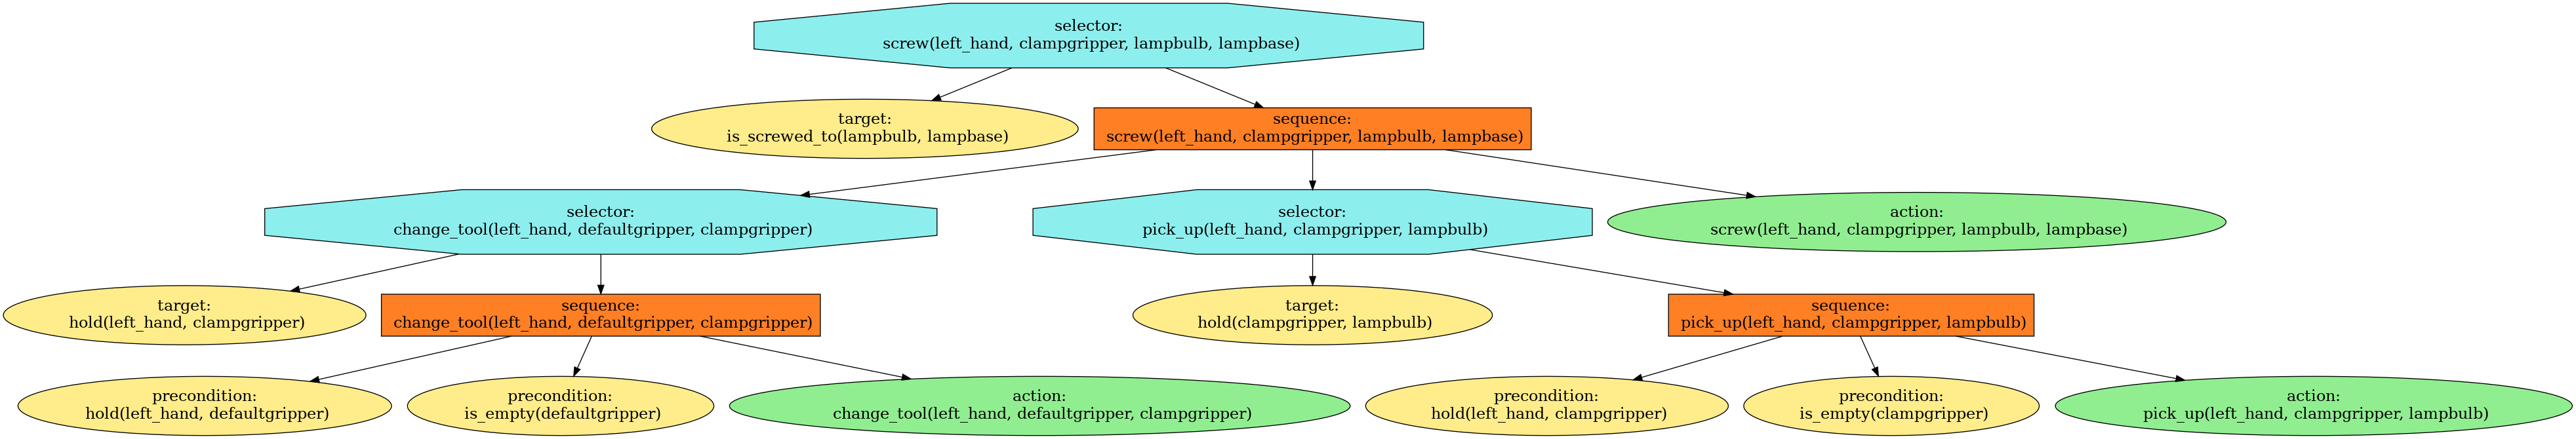 selector:
screw(left_hand, clampgripper, lampbulb, lampbase)
target:
is_screwed_to(lampbulb, lampbase)
sequence:
screw(left_hand, clampgripper, lampbulb, lampbase)
selector:
change_tool(left_hand, defaultgripper, clampgripper)
selector:
pick_up(left_hand, clampgripper, lampbulb)
action:
screw(left_hand, clampgripper, lampbulb, lampbase)
target:
hold(left_hand, clampgripper)
sequence:
change_tool(left_hand, defaultgripper, clampgripper)
target:
hold(clampgripper, lampbulb)
sequence:
pick_up(left_hand, clampgripper, lampbulb)
precondition:
hold(left_hand, defaultgripper)
precondition:
is_empty(defaultgripper)
action:
change_tool(left_hand, defaultgripper, clampgripper)
precondition:
hold(left_hand, clampgripper)
precondition:
is_empty(clampgripper)
action:
pick_up(left_hand, clampgripper, lampbulb)